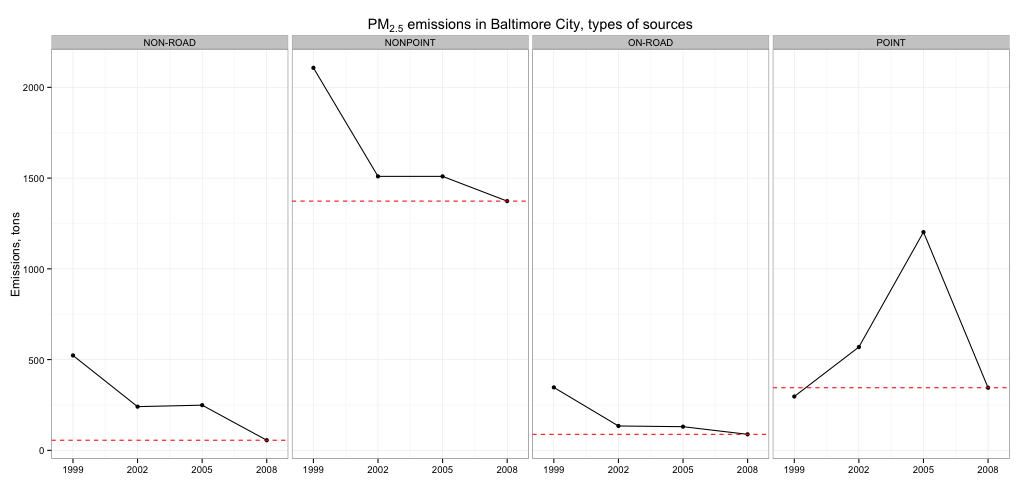 PM2.5 emissions in Baltimore City, types of sources
NON-ROAD NONPOINT ON-ROAD POINT
Emissions, tons
2000
1500
1000
500
0
1999 2002 2005 2008 1999 2002 2005 2008 1999 2002 2005 2008 1999 2002 2005 2008